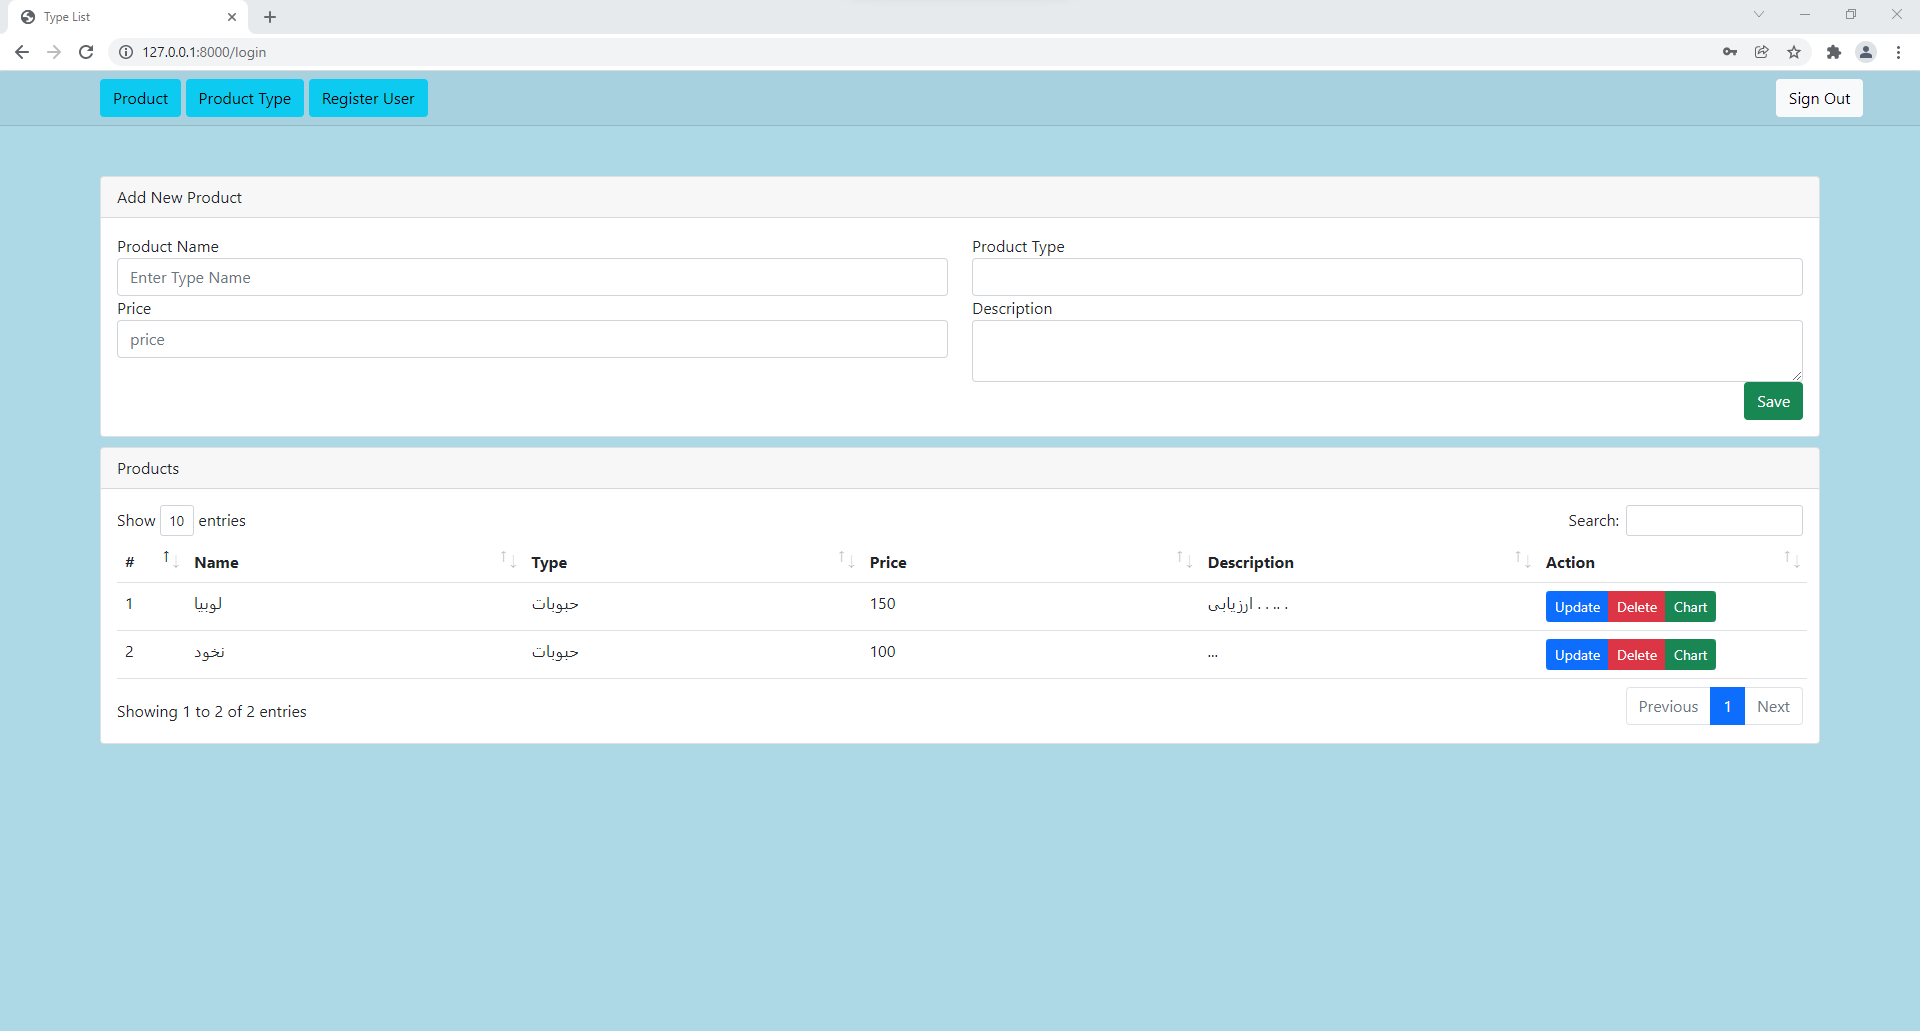 Type List
127.0.0.1:8000/login
Product Product Type Register User Sign Out
Add New Product
Product Name Product Type
Enter Type Name
Price Description
price
Save
Products
Show 10 entries Search:
# Name Type Price Description Action
1 لوبیا حبوبات 150 ارزیابی . . .. . Update Delete Chart
2 نخود حبوبات 100 ... Update Delete Chart
Showing 1 to 2 of 2 entries Previous 1 Next